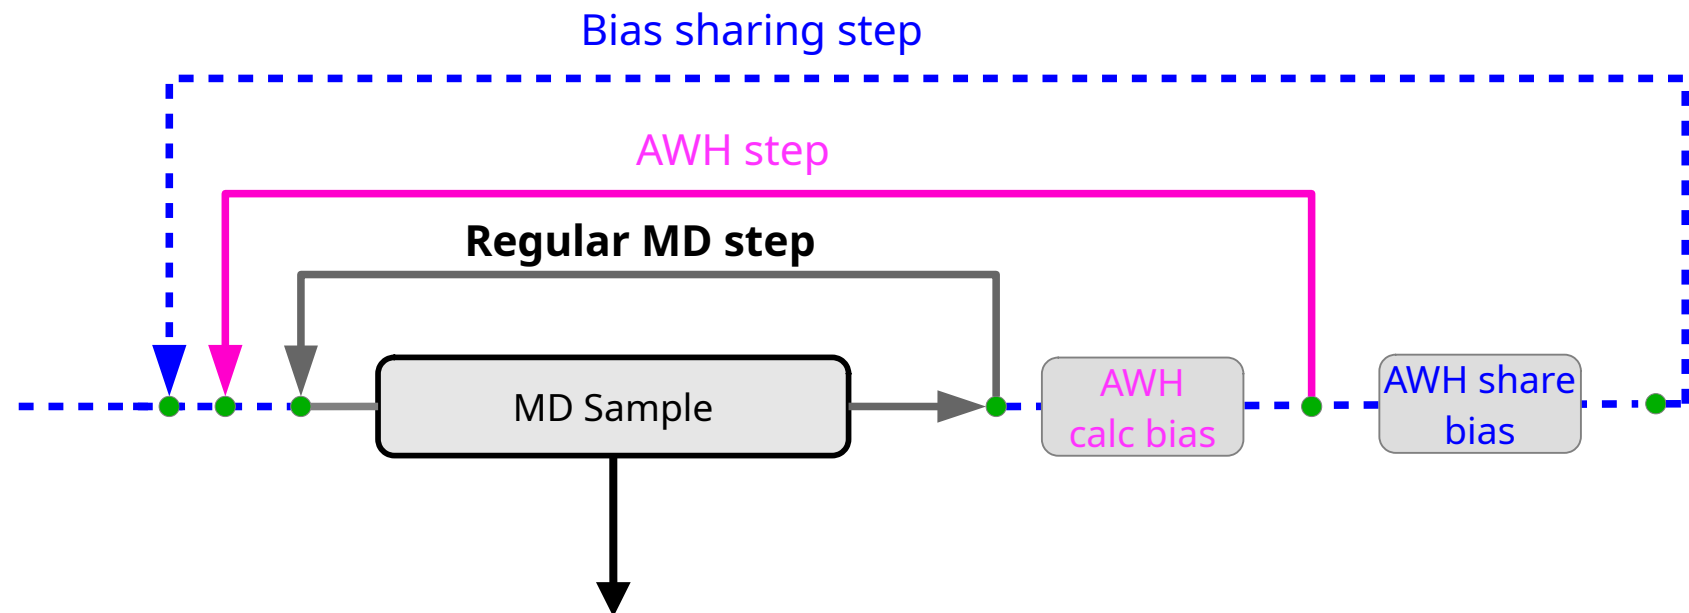 Bias sharing step
AWH step
Regular MD step
MD Sample
AWH
calc bias
AWH share
bias